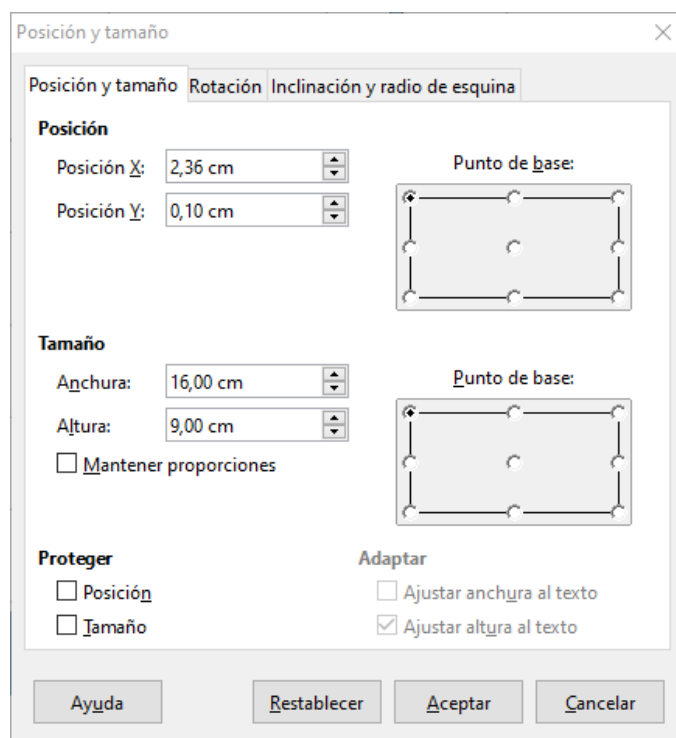 Posición y tamaño
Posición y tamaño Rotación Inclinación y radio de esquina
Posición
Posición X: 2,36 cm Punto de base:
Posición Y: 0,10 cm
Tamaño
Anchura: 16,00 cm Punto de base:
Altura: 9,00 cm
Mantener proporciones
Proteger Adaptar
Posición Ajustar anchura al texto
Tamaño Ajustar altura al texto
Ayuda Restablecer Aceptar Cancelar